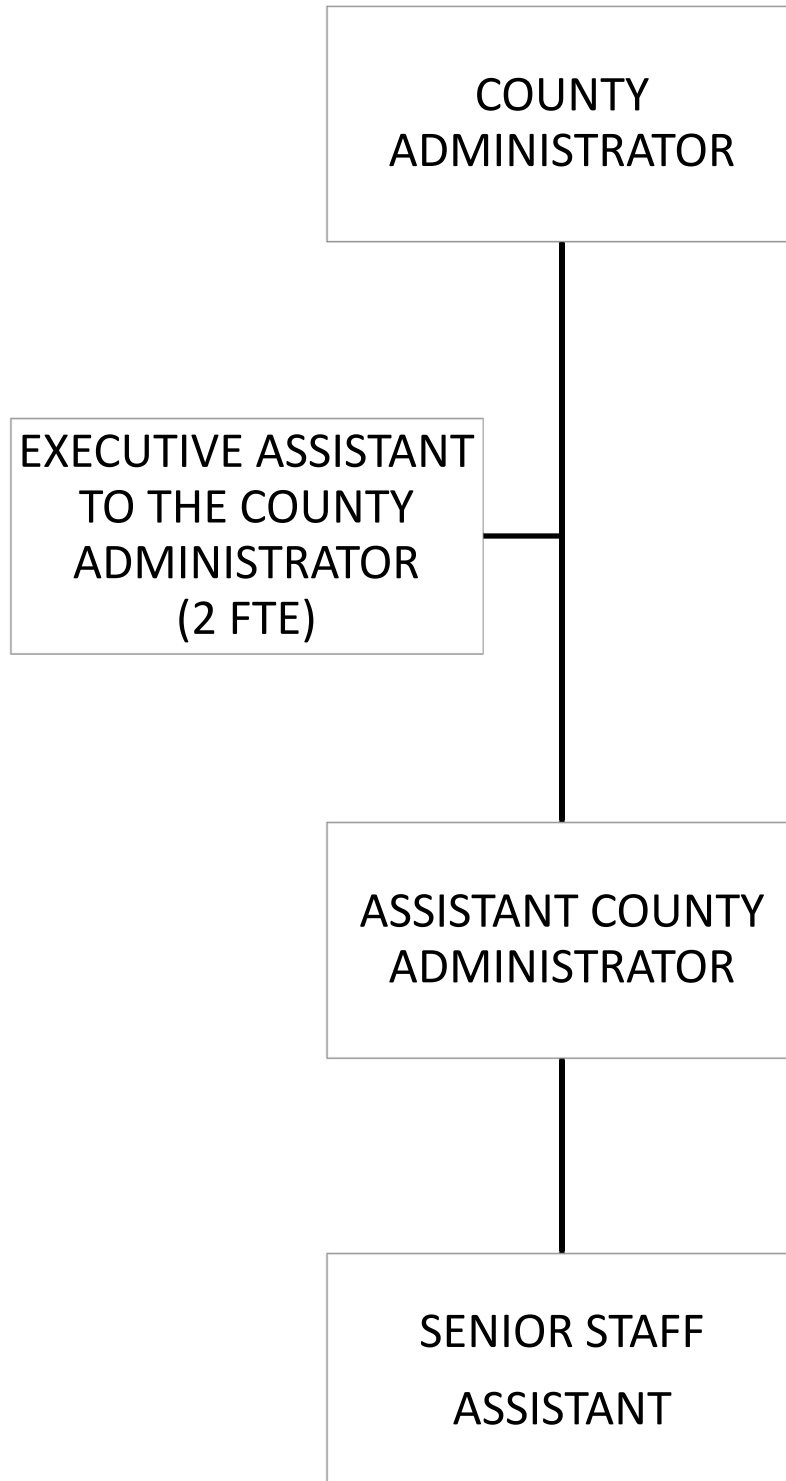 COUNTY
ADMINISTRATOR
EXECUTIVE ASSISTANT
TO THE COUNTY
ADMINISTRATOR
(2 FTE)
ASSISTANT COUNTY
ADMINISTRATOR
SENIOR STAFF
ASSISTANT